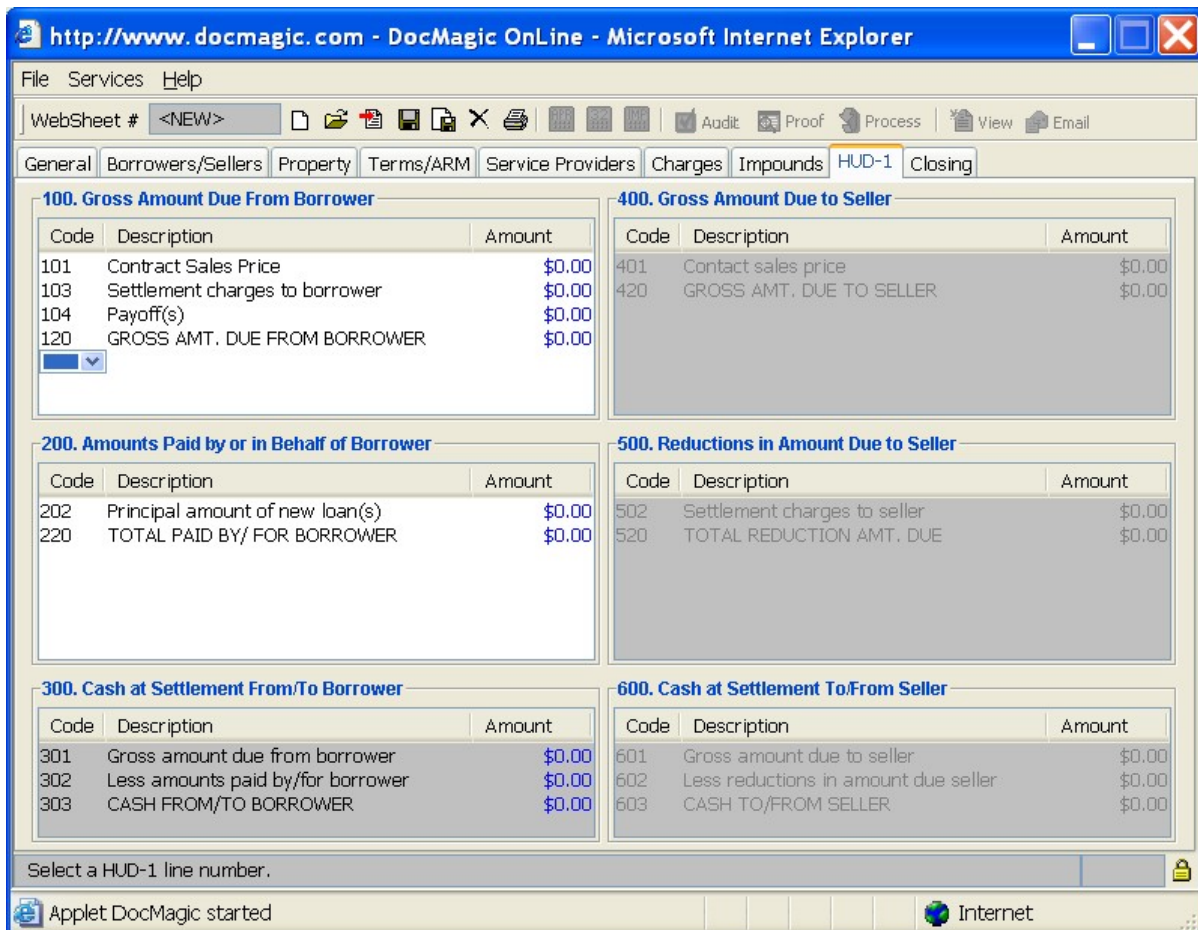 http://www.docmagic.com - DocMagic OnLine - Microsoft Internet Explorer
File Services Help
WebSheet # <NEW> Audit Proof Process View Email
General Borrowers/Sellers Property Terms/ARM Service Providers Charges Impounds HUD-1 Closing
100. Gross Amount Due From Borrower
Code Description Amount
101 Contract Sales Price $0.00
103 Settlement charges to borrower $0.00
104 Payoff(s) $0.00
120 GROSS AMT. DUE FROM BORROWER $0.00
400. Gross Amount Due to Seller
Code Description Amount
401 Contact sales price $0.00
420 GROSS AMT. DUE TO SELLER $0.00
200. Amounts Paid by or in Behalf of Borrower
Code Description Amount
202 Principal amount of new loan(s) $0.00
220 TOTAL PAID BY/ FOR BORROWER $0.00
500. Reductions in Amount Due to Seller
Code Description Amount
502 Settlement charges to seller $0.00
520 TOTAL REDUCTION AMT. DUE $0.00
300. Cash at Settlement From/To Borrower
Code Description Amount
301 Gross amount due from borrower $0.00
302 Less amounts paid by/for borrower $0.00
303 CASH FROM/TO BORROWER $0.00
600. Cash at Settlement To/From Seller
Code Description Amount
601 Gross amount due to seller $0.00
602 Less reductions in amount due seller $0.00
603 CASH TO/FROM SELLER $0.00
Select a HUD-1 line number.
Applet DocMagic started Internet